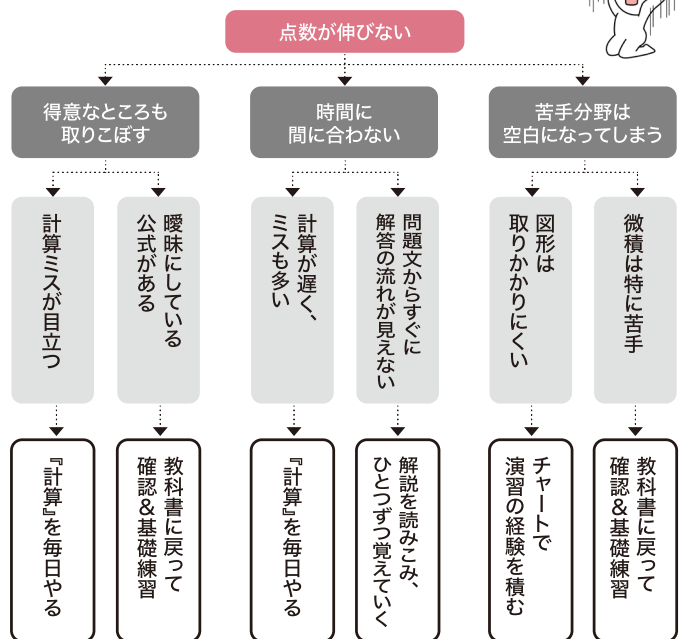 点数が伸びない
得意なところも
取りこぼす
時間に
間に合わない
苦手分野は
空白になってしまう
計算ミスが目立つ
曖昧にしている
公式がある
計算が遅く、
ミスも多い
問題文からすぐに
解答の流れが見えない
図形は
取りかかりにくい
微積は特に苦手
『計算』を毎日やる
教科書に戻って
確認＆基礎練習
『計算』を毎日やる
解説を読みこみ、
ひとつずつ覚えていく
チャートで
演習の経験を積む
教科書に戻って
確認＆基礎練習